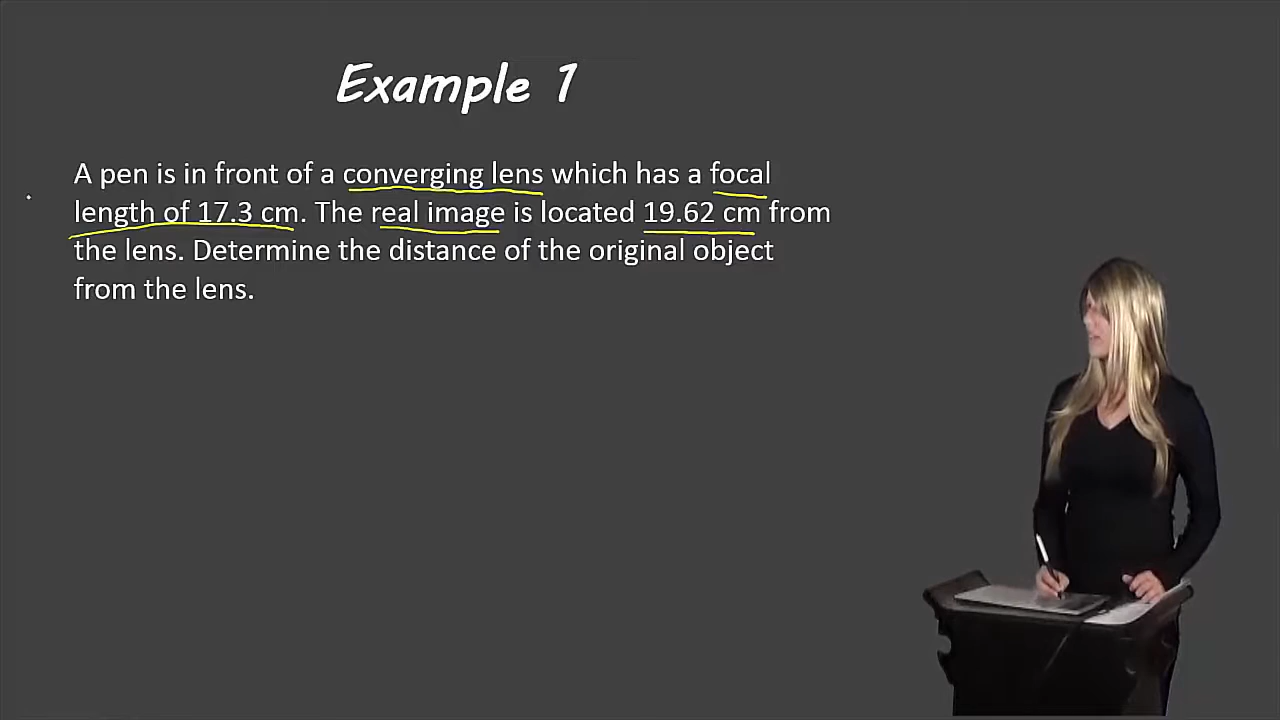 Example 1
A pen is in front of a converging lens which has a focal
length of 17.3 cm. The real image is located 19.62 cm from
the lens. Determine the distance of the original object
from the lens.